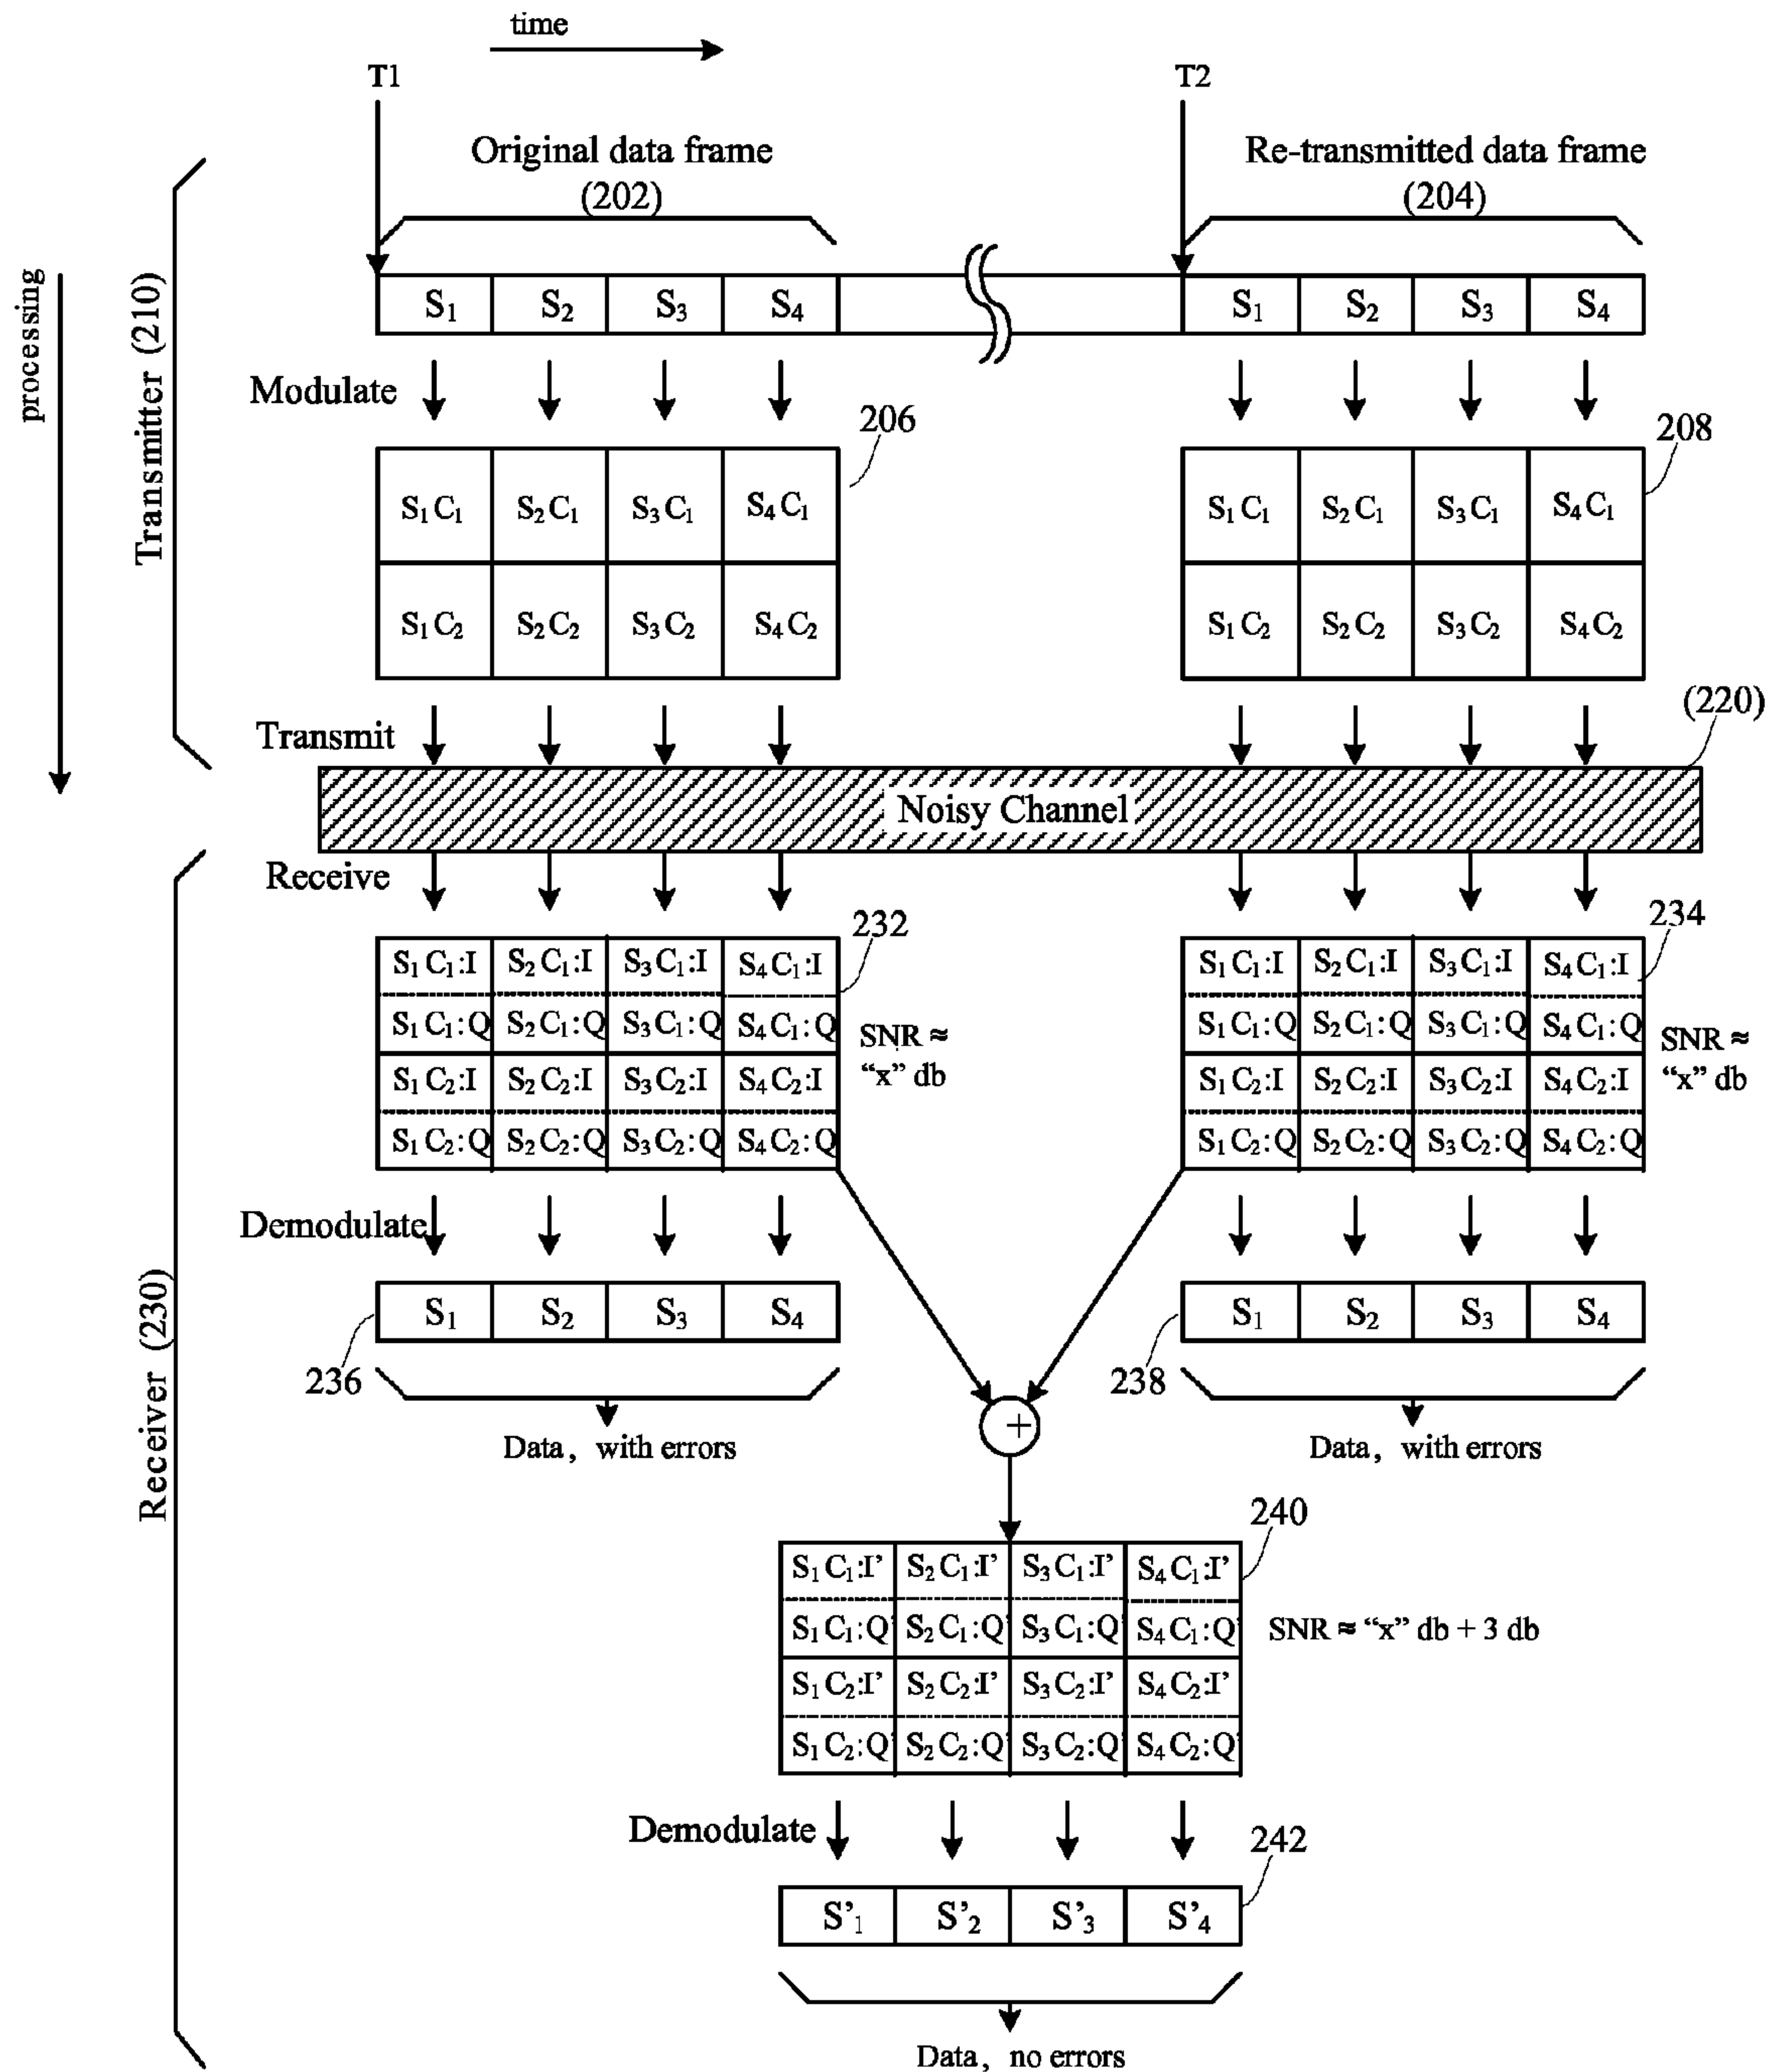 time
T1 T2
Original data frame
(202)
Re-transmitted data frame
(204)
processing
Transmitter (210)
S₁ S₂ S₃ S₄ S₁ S₂ S₃ S₄
Modulate
206 208
S₁C₁ S₂C₁ S₃C₁ S₄C₁ S₁C₁ S₂C₁ S₃C₁ S₄C₁
S₁C₂ S₂C₂ S₃C₂ S₄C₂ S₁C₂ S₂C₂ S₃C₂ S₄C₂
(220)
Transmit
Noisy Channel
Receiver (230)
Receive
232 234
S₁C₁:I S₂C₁:I S₃C₁:I S₄C₁:I S₁C₁:I S₂C₁:I S₃C₁:I S₄C₁:I
S₁C₁:Q S₂C₁:Q S₃C₁:Q S₄C₁:Q S₁C₁:Q S₂C₁:Q S₃C₁:Q S₄C₁:Q
S₁C₂:I S₂C₂:I S₃C₂:I S₄C₂:I S₁C₂:I S₂C₂:I S₃C₂:I S₄C₂:I
S₁C₂:Q S₂C₂:Q S₃C₂:Q S₄C₂:Q S₁C₂:Q S₂C₂:Q S₃C₂:Q S₄C₂:Q
SNR ≈
“x” db
SNR ≈
“x” db
Demodulate
S₁ S₂ S₃ S₄ S₁ S₂ S₃ S₄
236 238
+
Data, with errors Data, with errors
240
S₁C₁:I’ S₂C₁:I’ S₃C₁:I’ S₄C₁:I’
S₁C₁:Q’ S₂C₁:Q’ S₃C₁:Q’ S₄C₁:Q’
S₁C₂:I’ S₂C₂:I’ S₃C₂:I’ S₄C₂:I’
S₁C₂:Q’ S₂C₂:Q’ S₃C₂:Q’ S₄C₂:Q’
SNR ≈ “x” db + 3 db
Demodulate
242
S’₁ S’₂ S’₃ S’₄
Data, no errors